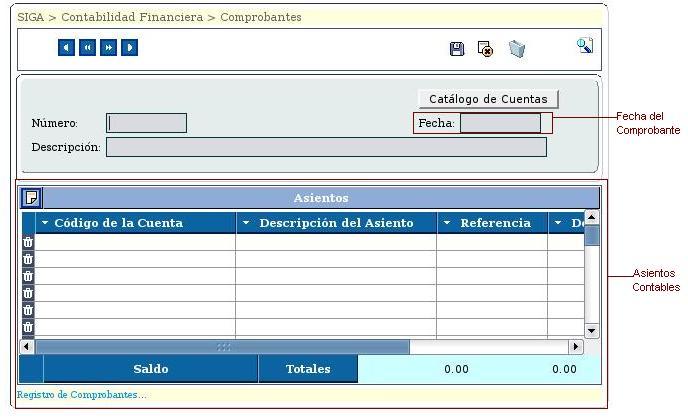 SIGA > Contabilidad Financiera > Comprobantes
Catálogo de Cuentas
Número:
Fecha:
Fecha del
Comprobante
Descripción:
Asientos
Código de la Cuenta
Descripción del Asiento
Referencia
De
Asientos
Contables
Saldo
Totales
0.00
0.00
Registro de Comprobantes...